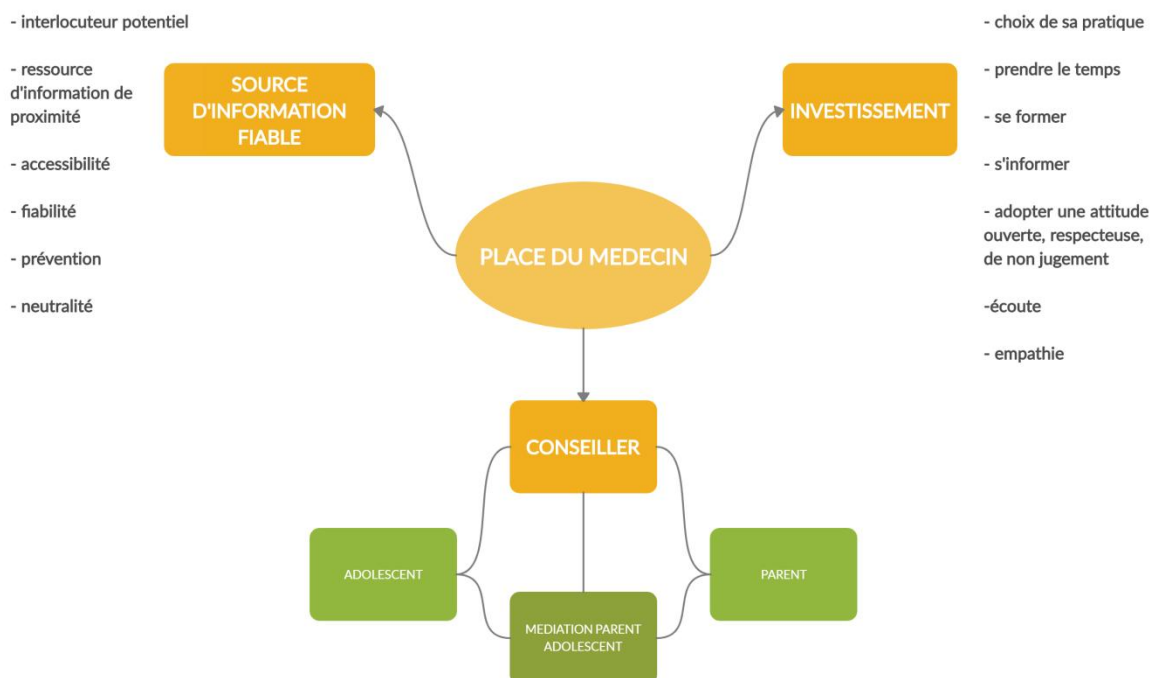 - interlocuteur potentiel
- ressource
d'information de
proximité
- accessibilité
- fiabilité
- prévention
- neutralité
SOURCE
D'INFORMATION
FIABLE
INVESTISSEMENT
- choix de sa pratique
- prendre le temps
- se former
- s'informer
- adopter une attitude
ouverte, respecteuse,
de non jugement
-écoute
- empathie
PLACE DU MEDECIN
CONSEILLER
ADOLESCENT
MEDIATION PARENT
ADOLESCENT
PARENT